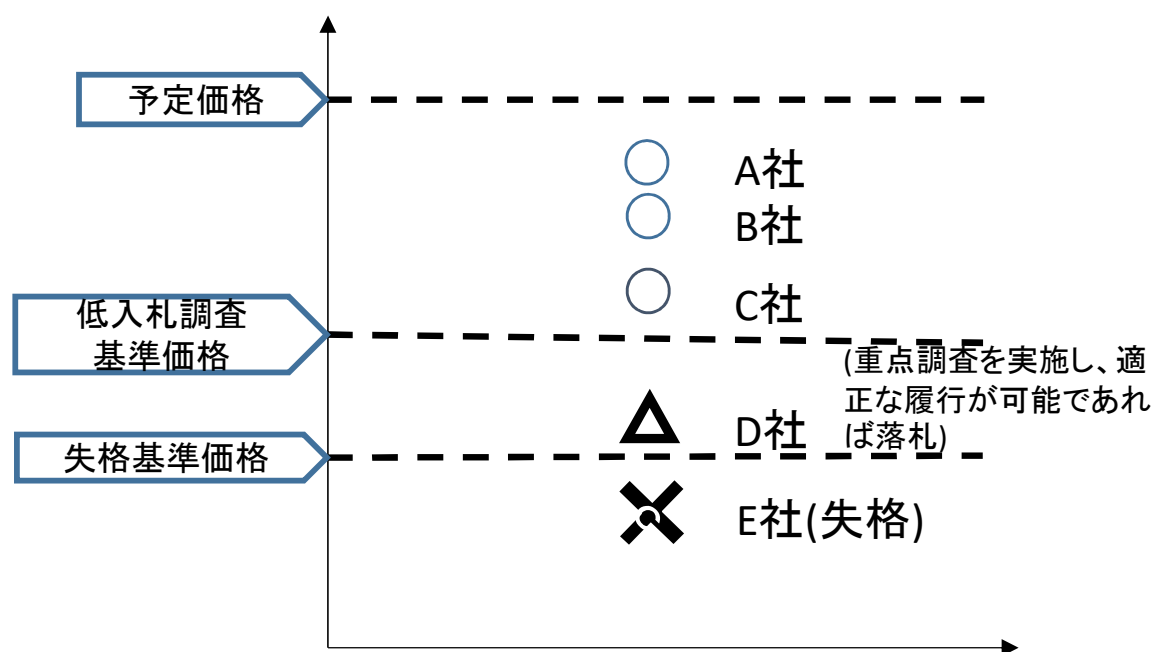 予定価格
A社
B社
低入札調査
基準価格
C社
(重点調査を実施し、適
正な履行が可能であれ
ば落札)
D社
失格基準価格
E社(失格)